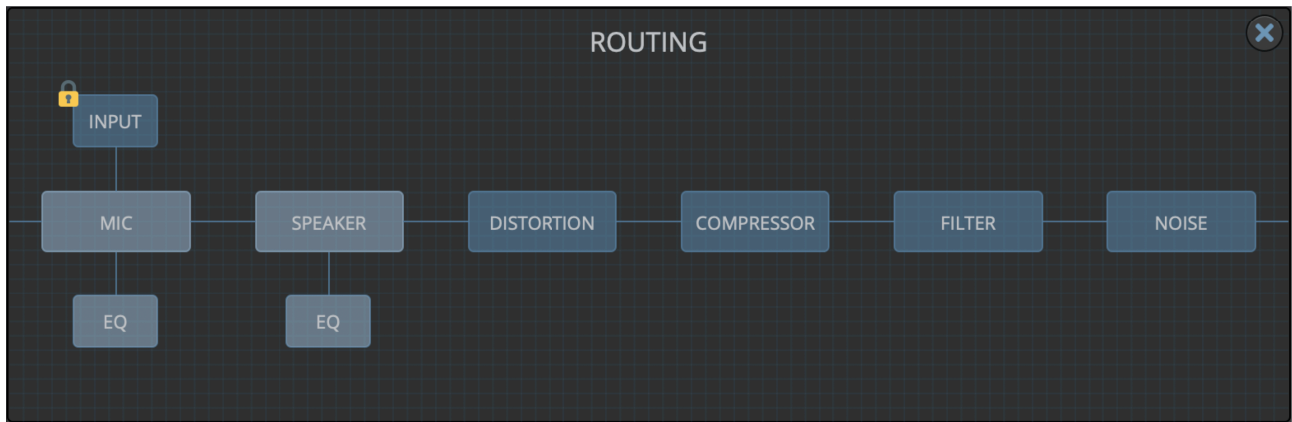 ROUTING
INPUT
MIC
SPEAKER
DISTORTION
COMPRESSOR
FILTER
NOISE
EQ
EQ